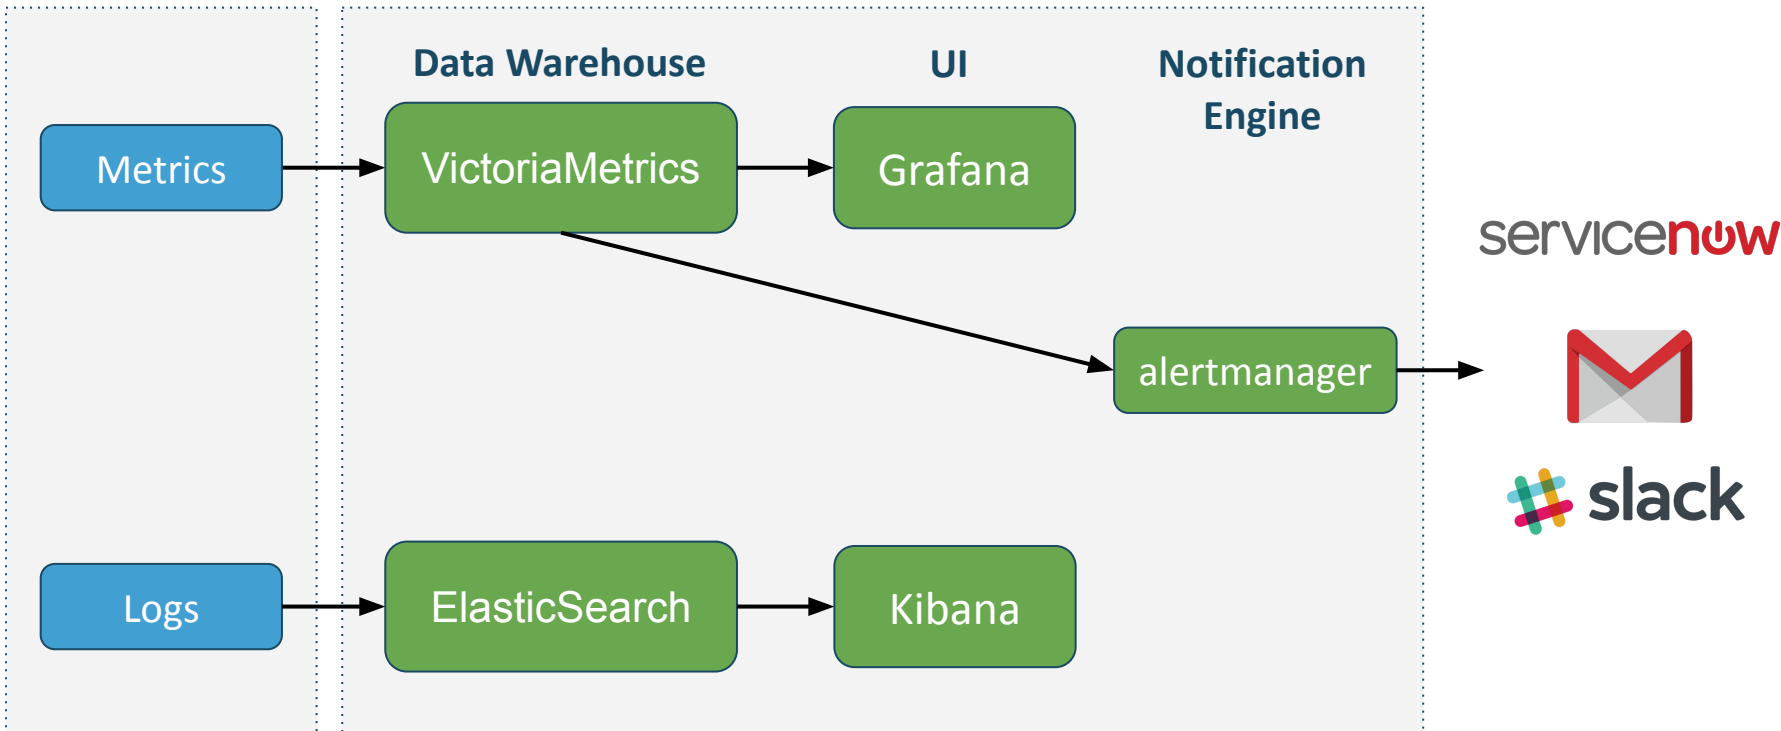 Data Warehouse
UI
Notification
Engine
Metrics
VictoriaMetrics
Grafana
servicenow
alertmanager
slack
Logs
ElasticSearch
Kibana